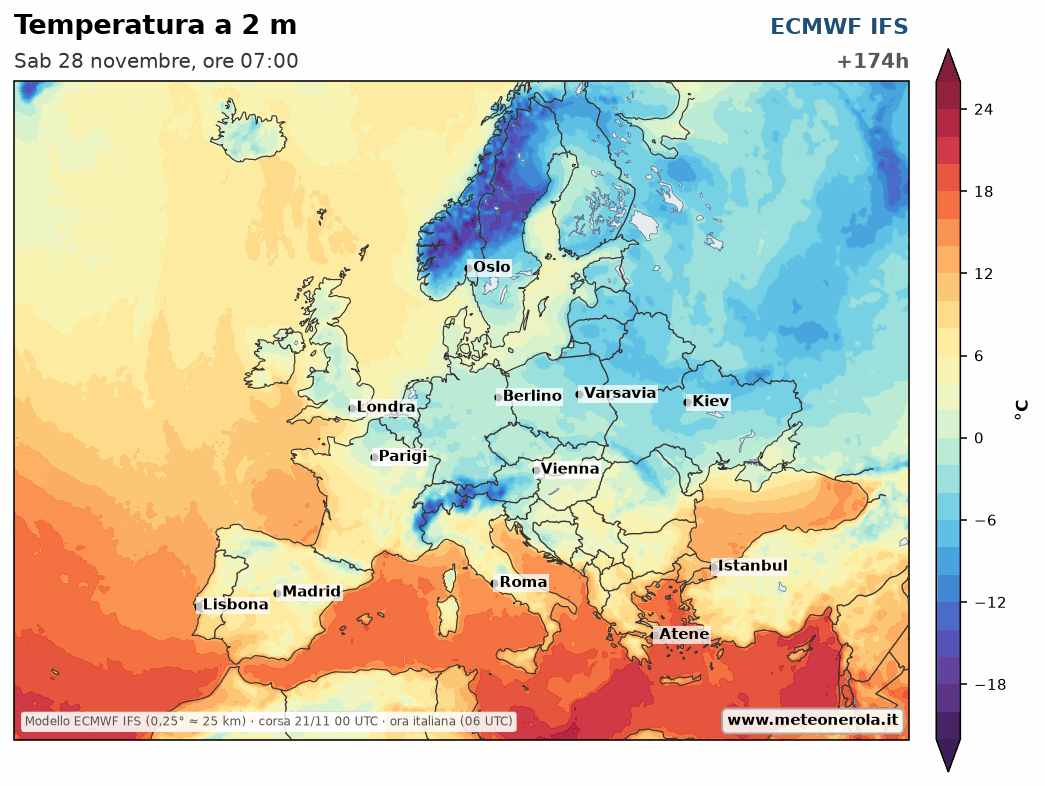 Temperatura a 2 m
ECMWF IFS
Sab 28 novembre, ore 07:00
+174h
24
18
12
6
0
−6
−12
−18
°C
Oslo
Londra
Berlino
Varsavia
Kiev
Parigi
Vienna
Istanbul
Roma
Madrid
Lisbona
Atene
Modello ECMWF IFS (0,25° ≈ 25 km) · corsa 21/11 00 UTC · ora italiana (06 UTC)
www.meteonerola.it